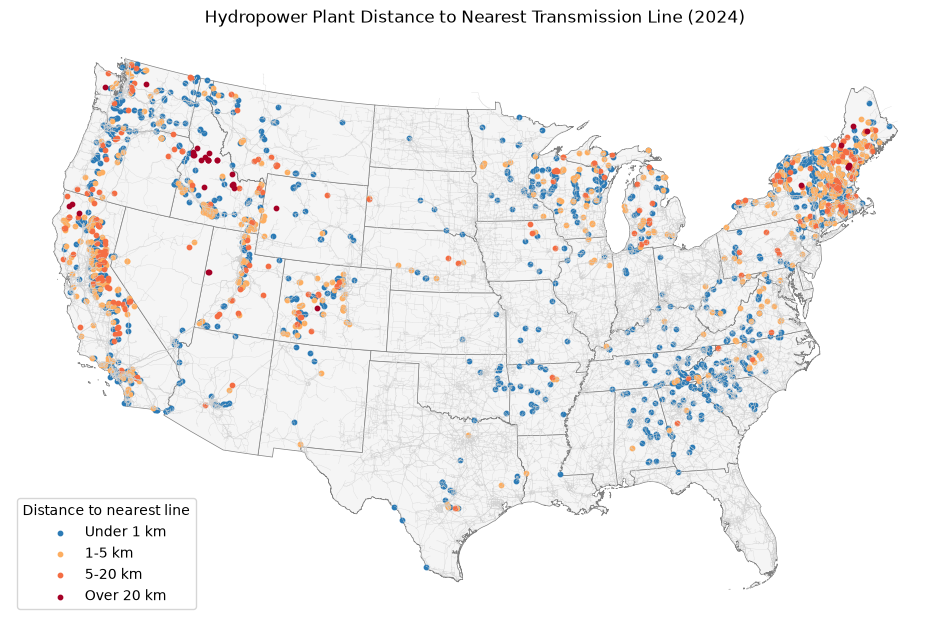 Hydropower Plant Distance to Nearest Transmission Line (2024)
Distance to nearest line
Under 1 km
1-5 km
5-20 km
Over 20 km